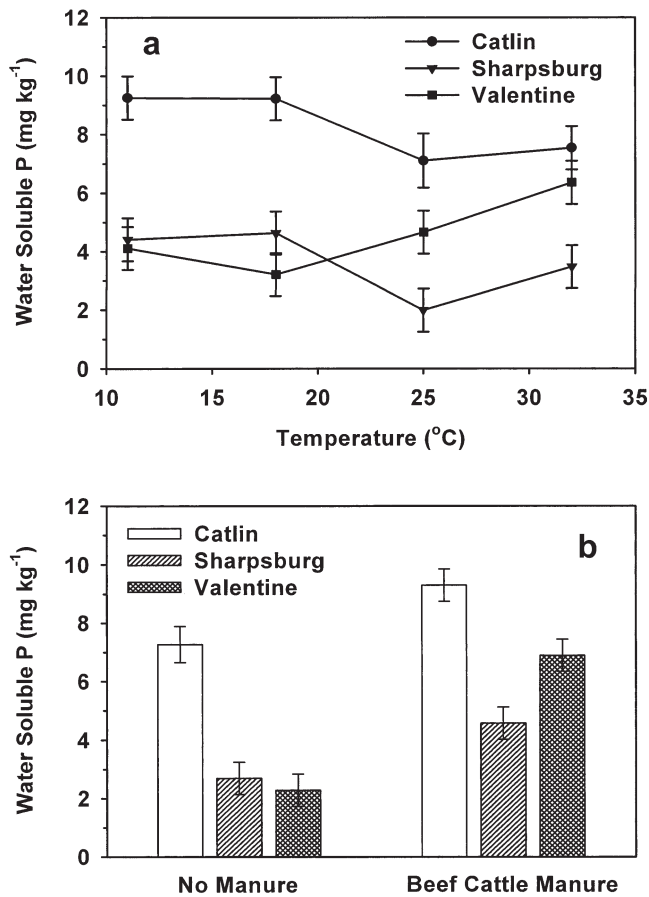 12
10
8
6
4
2
0
Water Soluble P (mg kg-1)
a
Catlin
Sharpsburg
Valentine
10 15 20 25 30 35
Temperature (oC)
12
10
8
6
4
2
0
Water Soluble P (mg kg-1)
Catlin
Sharpsburg
Valentine
b
No Manure Beef Cattle Manure